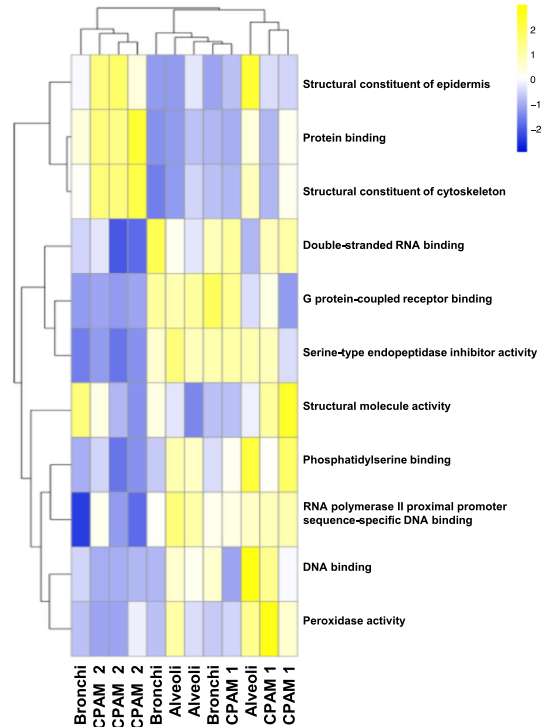 2
1
0
−1
−2
Structural constituent of epidermis
Protein binding
Structural constituent of cytoskeleton
Double-stranded RNA binding
G protein-coupled receptor binding
Serine-type endopeptidase inhibitor activity
Structural molecule activity
Phosphatidylserine binding
RNA polymerase II proximal promoter
sequence-specific DNA binding
DNA binding
Peroxidase activity
Bronchi
CPAM 2
CPAM 2
CPAM 2
Bronchi
Alveoli
Alveoli
Bronchi
CPAM 1
Alveoli
CPAM 1
CPAM 1